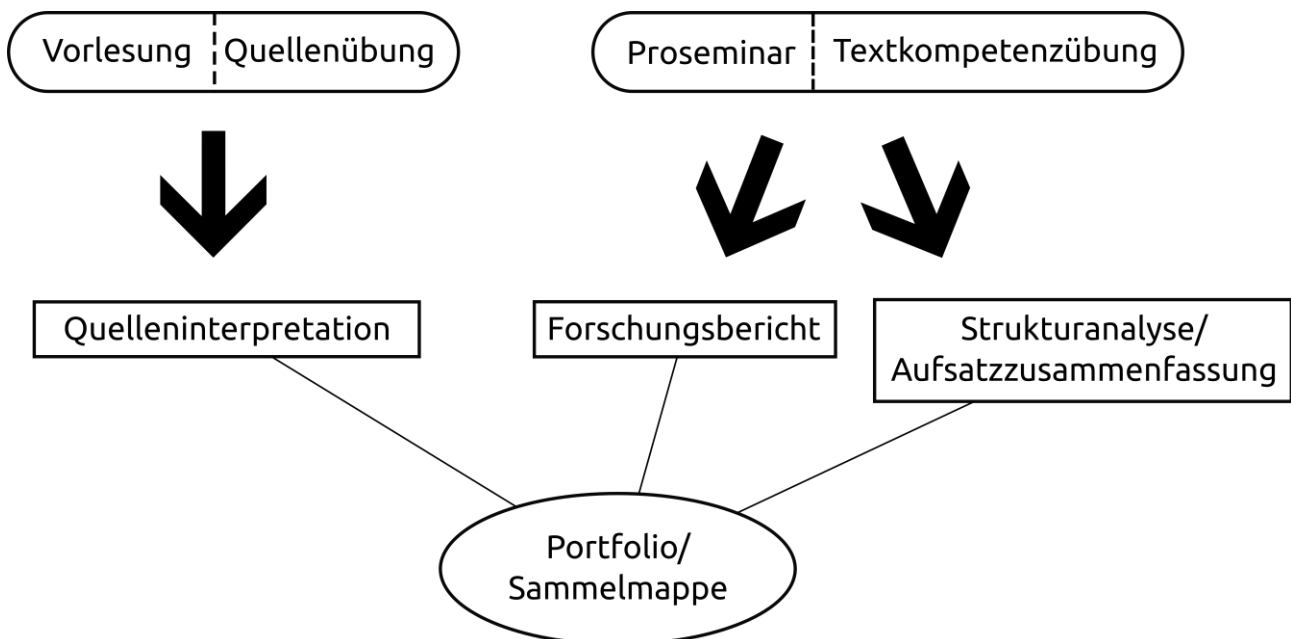 Vorlesung Quellenübung
Proseminar Textkompetenzübung
Quelleninterpretation
Forschungsbericht
Strukturanalyse/
Aufsatzzusammenfassung
Portfolio/
Sammelmappe